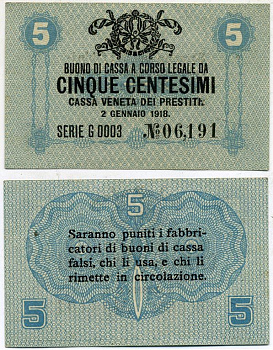 5 5
BUONO DI CASSA A CORSO LEGALE DA
CINQUE CENTESIMI
CASSA VENETA DEI PRESTITI.
2 GENNAIO 1918.
SERIE G 0003 No 06,191
5
Saranno puniti i fabbri-
catori di buoni di cassa
falsi, chi li usa, e chi li
rimette in circolazione.
5 5